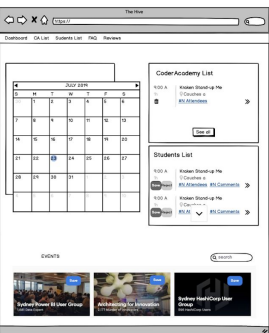 The Hive
https://
Dashboard CA List Sudents List FAQ Reviews
JULY 2019
S M T W T F S
1 2 3 4 5 6
7 8 9 10 11 12 13
14 15 16 17 18 19 20
21 22 23 24 25 26 27
28 29 30 31
CoderAcademy List
9:00 A Kraken Stand-up Me
Caushes a
#N Attendees
See all
Students List
9:00 A Kraken Stand-up Me
Caushes a
#N Attendees #N Comments
9:00 A Kraken Stand-up Me
EVENTS
search
Save
Sydney Power BI User Group
Save
Architecting for Innovation
Save
Sydney HashiCorp User
Group